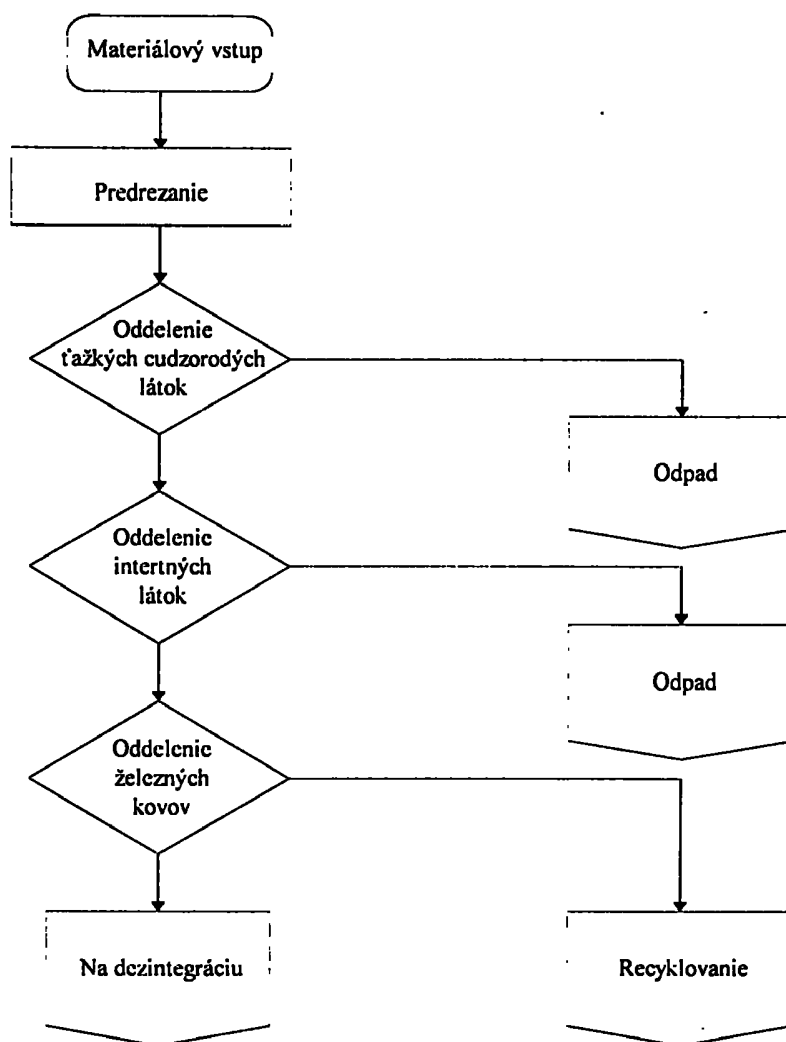 Materiálový vstup
Predrezanie
Oddelenie
ťažkých cudzorodých
látok
Odpad
Oddelenie
intertných
látok
Odpad
Oddelenie
železných
kovov
Na dezintegráciu
Recyklovanie